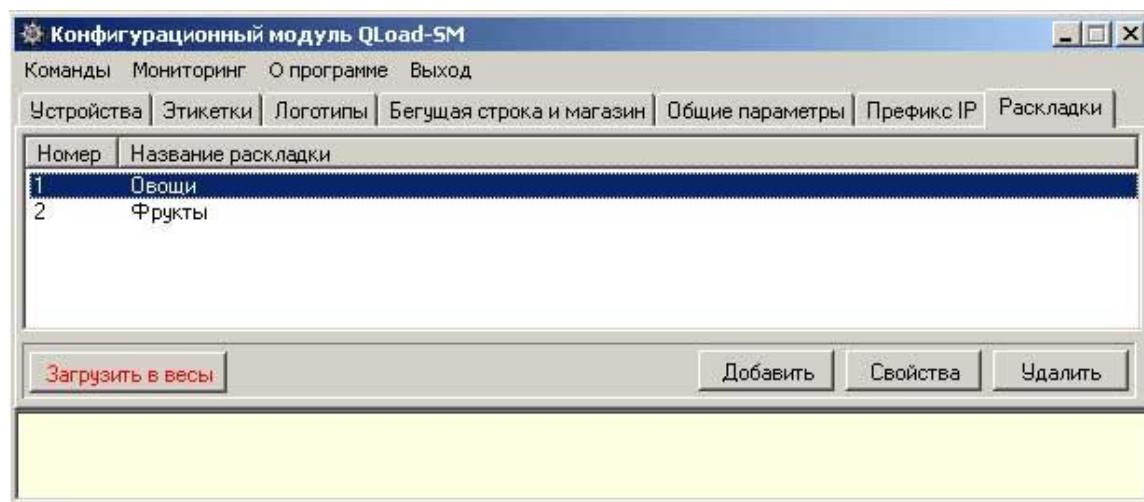 Конфигурационный модуль QLoad-SM
Команды Мониторинг О программе Выход
Устройства Этикетки Логотипы Бегущая строка и магазин Общие параметры Префикс IP Раскладки
Номер Название раскладки
1 Овощи
2 Фрукты
Загрузить в весы Добавить Свойства Удалить